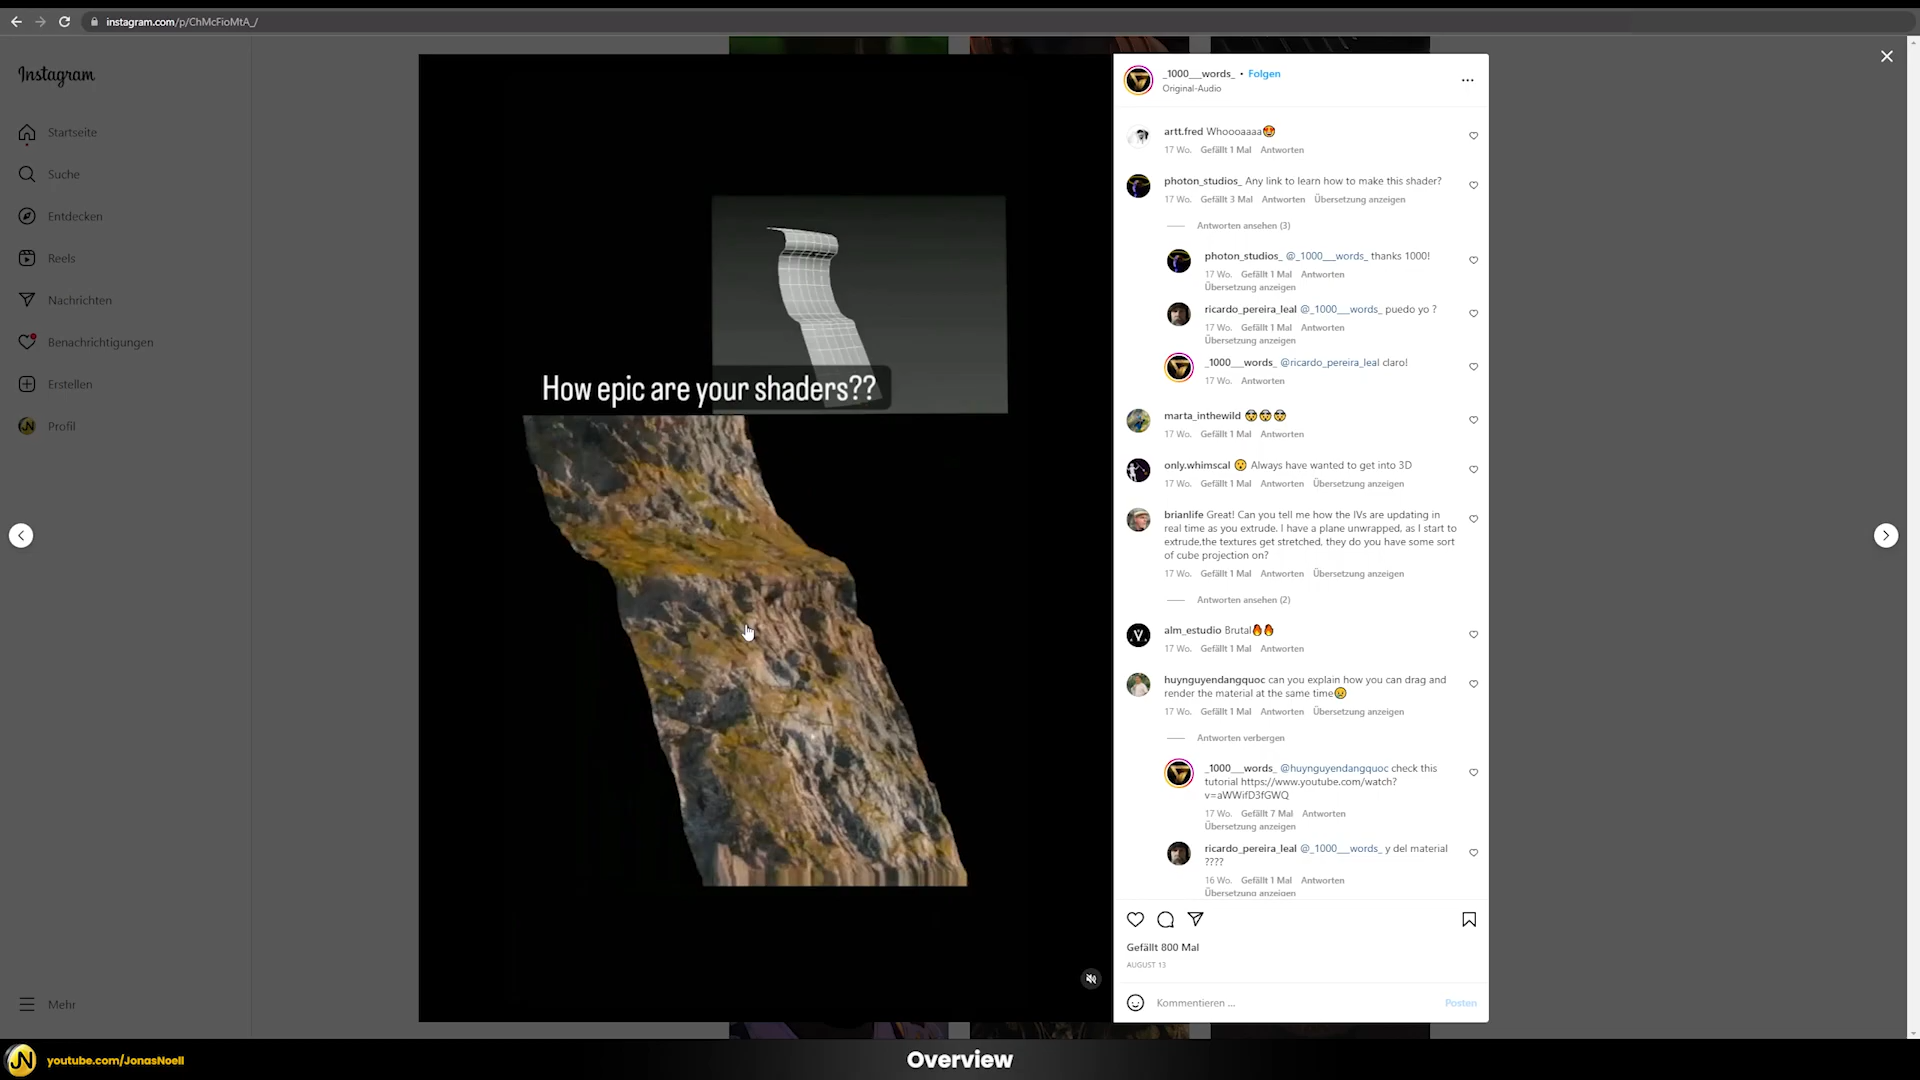 instagram.com/p/ChMcFioMtA_/
Instagram
Startseite
Suche
Entdecken
Reels
Nachrichten
Benachrichtigungen
Erstellen
Profil
Mehr
How epic are your shaders??
_1000__words_ • Folgen
Original-Audio
artt.fred Whoooaaaa🤩
17 Wo. Gefällt 1 Mal Antworten
photon_studios_ Any link to learn how to make this shader?
17 Wo. Gefällt 3 Mal Antworten Übersetzung anzeigen
Antworten ansehen (3)
photon_studios_ @_1000__words_ thanks 1000!
17 Wo. Gefällt 1 Mal Antworten
Übersetzung anzeigen
ricardo_pereira_leal @_1000__words_ puedo yo ?
17 Wo. Gefällt 1 Mal Antworten
Übersetzung anzeigen
_1000__words_ @ricardo_pereira_leal claro!
17 Wo. Antworten
marta_inthewild 🤯🤯🤯
17 Wo. Gefällt 1 Mal Antworten
only.whimscal 😯 Always have wanted to get into 3D
17 Wo. Gefällt 1 Mal Antworten Übersetzung anzeigen
brianlife Great! Can you tell me how the IVs are updating in
real time as you extrude. I have a plane unwrapped, as I start to
extrude,the textures get stretched, they do you have some sort
of cube projection on?
17 Wo. Gefällt 1 Mal Antworten Übersetzung anzeigen
Antworten ansehen (2)
alm_estudio Brutal🔥🔥
17 Wo. Gefällt 1 Mal Antworten
huynguyendangquoc can you explain how you can drag and
render the material at the same time😢
17 Wo. Gefällt 1 Mal Antworten Übersetzung anzeigen
Antworten verbergen
_1000__words_ @huynguyendangquoc check this
tutorial https://www.youtube.com/watch?
v=aWWifD3fGWQ
17 Wo. Gefällt 7 Mal Antworten
Übersetzung anzeigen
ricardo_pereira_leal @_1000__words_ y del material
????
16 Wo. Gefällt 1 Mal Antworten
Übersetzung anzeigen
Gefällt 800 Mal
AUGUST 13
Kommentieren ...
Posten
JN
youtube.com/JonasNoell
Overview